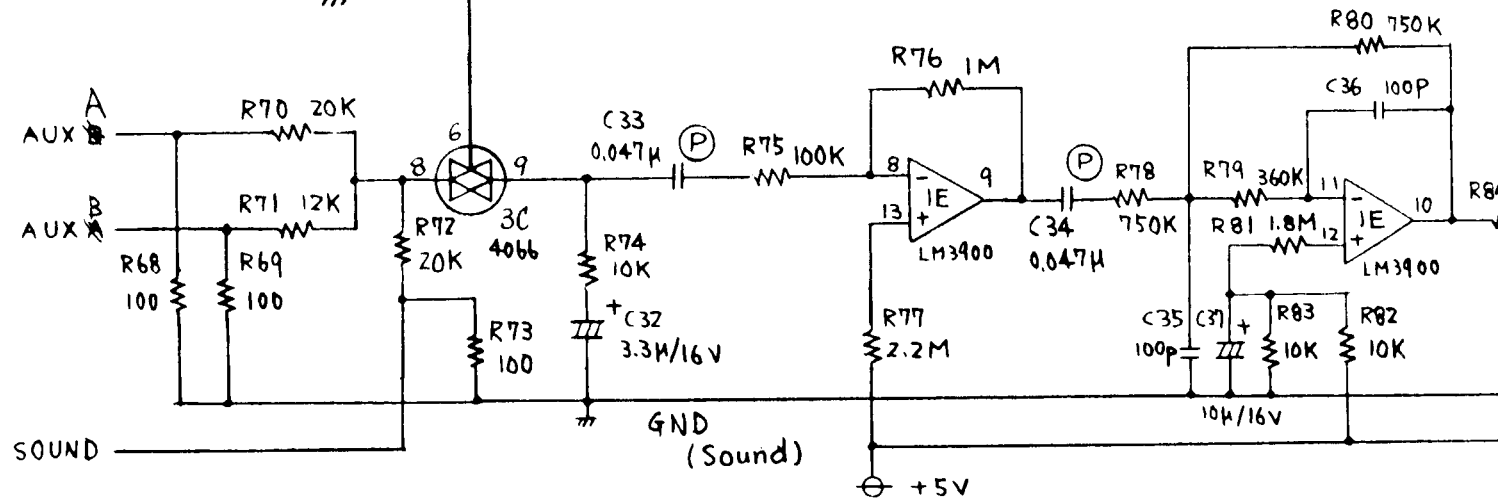 R80 750K
R76 1M
C36 100P
A
R70 20K
AUX
6
C33
0.047μ
P
R75 100K
8
9
8
9
P
R78
R79 360K
11
10
R84
B
R71 12K
AUX
3C
4066
R72
20K
13
1E
LM3900
C34
0.047μ
750K
R81 1.8M
12
1E
LM3900
R68
100
R69
100
R74
10K
+
C32
3.3μ/16V
R73
100
R77
2.2M
C35
100p
C37
+
R83
10K
R82
10K
10μ/16V
GND
(Sound)
SOUND
+5V